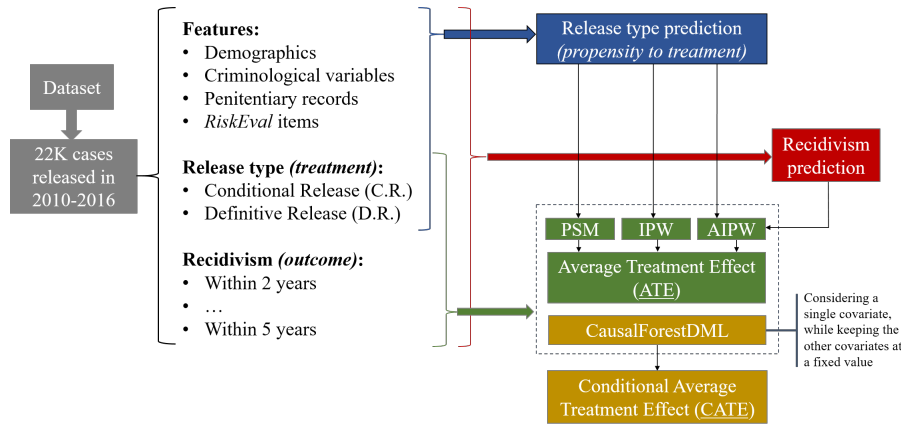 Dataset
22K cases
released in
2010-2016
Features:
• Demographics
• Criminological variables
• Penitentiary records
• RiskEval items
Release type (treatment):
• Conditional Release (C.R.)
• Definitive Release (D.R.)
Recidivism (outcome):
• Within 2 years
• …
• Within 5 years
Release type prediction
(propensity to treatment)
Recidivism
prediction
PSM
IPW
AIPW
Average Treatment Effect
(ATE)
CausalForestDML
Considering a
single covariate,
while keeping the
other covariates at
a fixed value
Conditional Average
Treatment Effect (CATE)